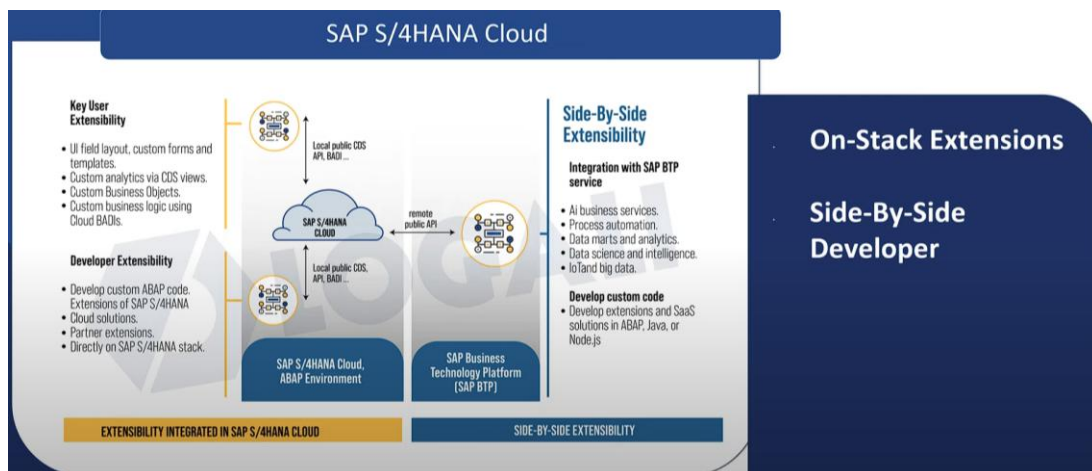 SAP S/4HANA Cloud
Key User
Extensibility
• UI field layout, custom forms and
templates.
• Custom analytics via CDS views.
• Custom Business Objects.
• Custom business logic using
Cloud BADIs.
Developer Extensibility
• Develop custom ABAP code.
Extensions of SAP S/4HANA
• Cloud solutions.
• Partner extensions.
• Directly on SAP S/4HANA stack.
Local public CDS
API, BADI ...
SAP S/4HANA
CLOUD
remote
public API
Local public CDS,
API, BADI ...
SAP S/4HANA Cloud,
ABAP Environment
SAP Business
Technology Platform
(SAP BTP)
Side-By-Side
Extensibility
Integration with SAP BTP
service
• Ai business services.
• Process automation.
• Data marts and analytics.
• Data science and intelligence.
• IoTand big data.
Develop custom code
• Develop extensions and SaaS
solutions in ABAP, Java, or
Node.js
EXTENSIBILITY INTEGRATED IN SAP S/4HANA CLOUD
SIDE-BY-SIDE EXTENSIBILITY
LOGALI
. On-Stack Extensions
. Side-By-Side
Developer